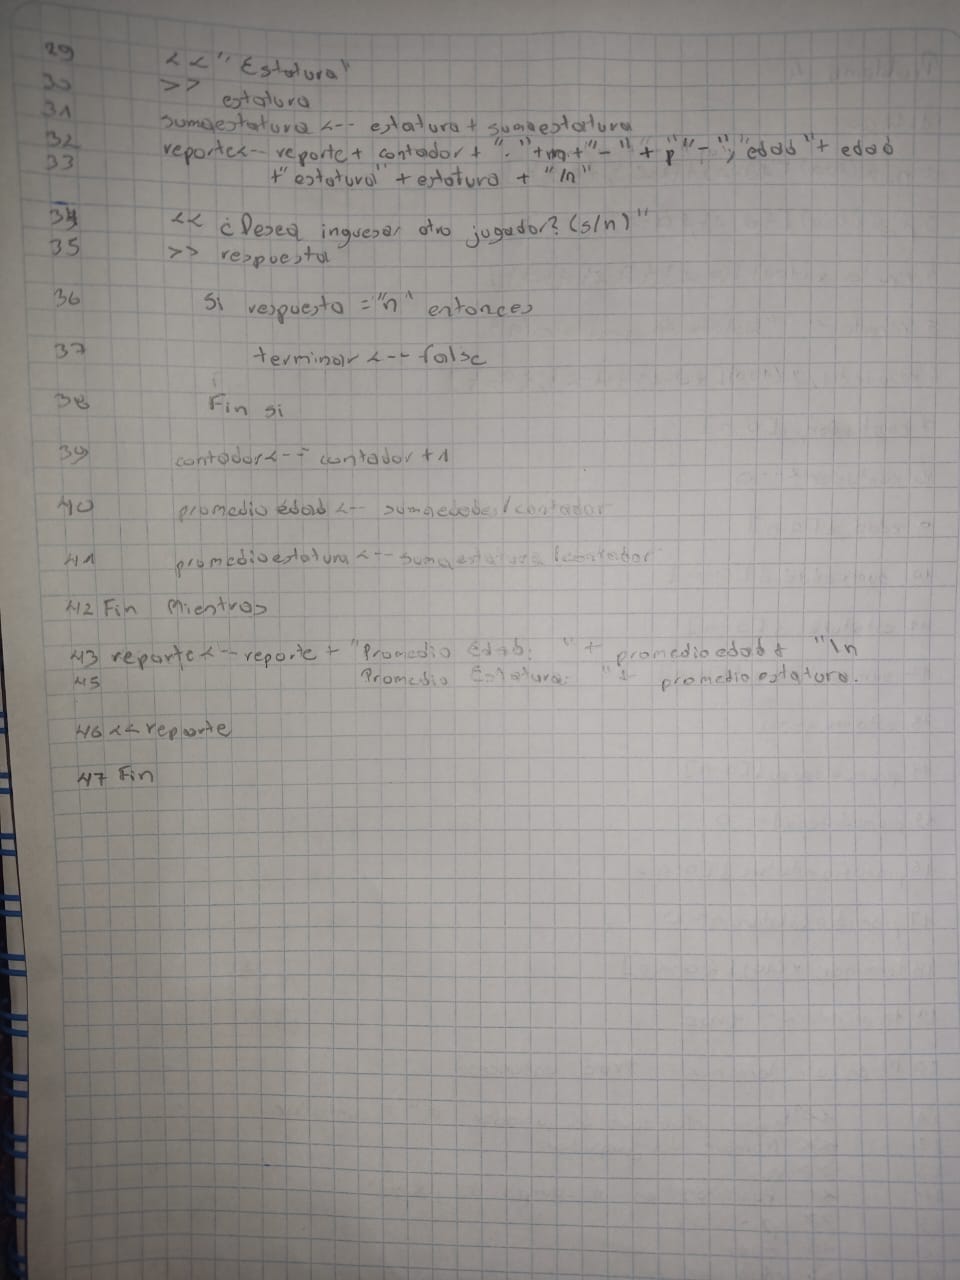 29 << "Estatura"
30 >> estatura
31 sumaestatura <-- estatura + sumaestatura
32 reporte<-- reporte + contador + "." + m + "-" + p "-"; "edad" + edad
33 + "estatura" + estatura + "\n"
34 << ¿Desea ingresar otro jugador? (s/n)"
35 >> respuesta
36 Si respuesta = "n" entonces
37 terminar <-- false
38 Fin si
39 contador<-- contador + 1
40 promedio edad <-- sumaedades/contador
41 promedioestatura <-- sumaestatura/contador
42 Fin Mientras
43 reporte <-- reporte + "Promedio Edad: " + promedio edad + "\n
45 Promedio Estatura: "+ promedio estatura.
46 << reporte
47 Fin